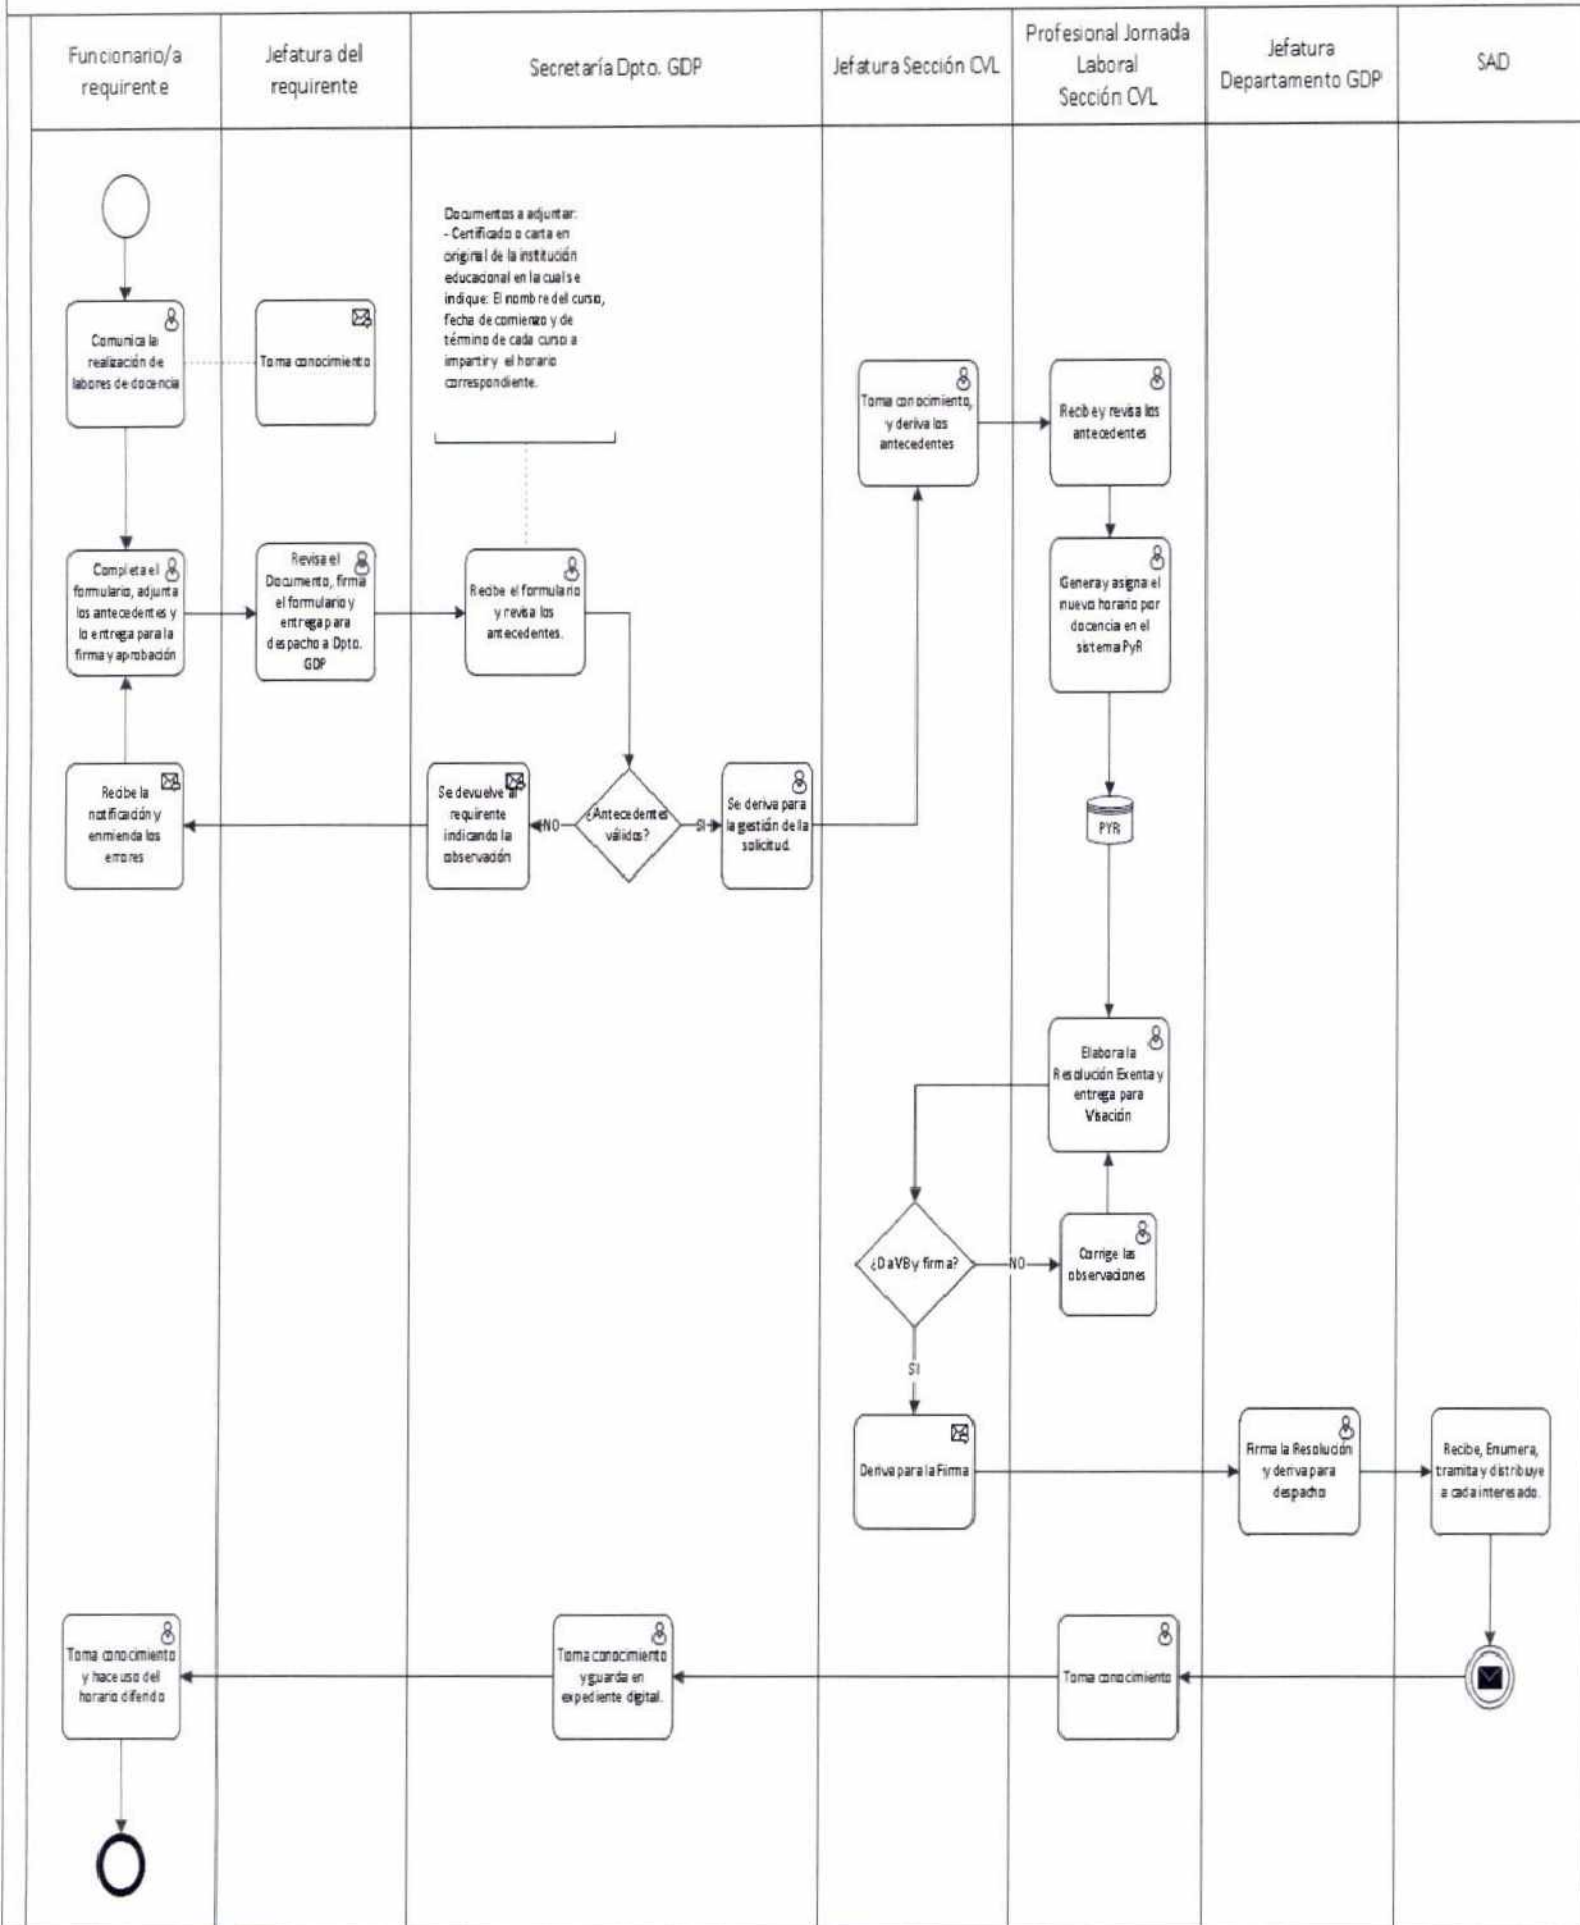 Funcionario/a
requirente
Jefatura del
requirente
Secretaría Dpto. GDP
Jefatura Sección CVL
Profesional Jornada
Laboral
Sección CVL
Jefatura
Departamento GDP
SAD
Documentos a adjuntar:
- Certificado o carta en
original de la institución
educacional en la cual se
indique: El nombre del curso,
fecha de comienzo y de
término de cada curso a
impartir y el horario
correspondiente.
Comunica la
realización de
labores de docencia
Toma conocimiento
Toma conocimiento,
y deriva los
antecedentes
Recibe y revisa los
antecedentes
Completa el
formulario, adjunta
los antecedentes y
lo entrega para la
firma y aprobación
Revisa el
Documento, firma
el formulario y
entrega para
despacho a Dpto.
GDP
Recibe el formulario
y revisa los
antecedentes.
Genera y asigna el
nuevo horario por
docencia en el
sistema PyR
Recibe la
notificación y
enmienda los
errores
Se devuelve al
requirente
indicando la
observación
NO
¿Antecedentes
válidos?
SI
Se deriva para
la gestión de la
solicitud.
PYR
Elabora la
Resolución Exenta y
entrega para
Visación
¿Da VB y firma?
NO
Corrige las
observaciones
SI
Deriva para la Firma
Firma la Resolución
y deriva para
despacho
Recibe, Enumera,
tramita y distribuye
a cada interesado.
Toma conocimiento
y hace uso del
horario diferido
Toma conocimiento
y guarda en
expediente digital.
Toma conocimiento